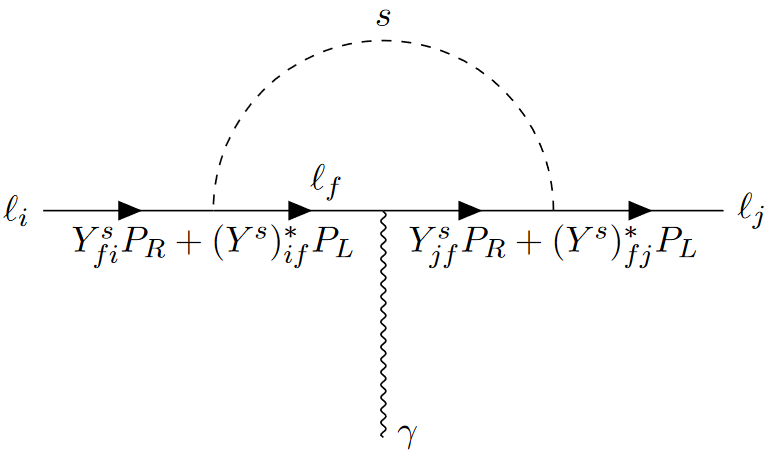 s
ℓ_f
ℓ_i
ℓ_j
Y^s_{fi}P_R + (Y^s)^*_{if}P_L
Y^s_{jf}P_R + (Y^s)^*_{fj}P_L
γ